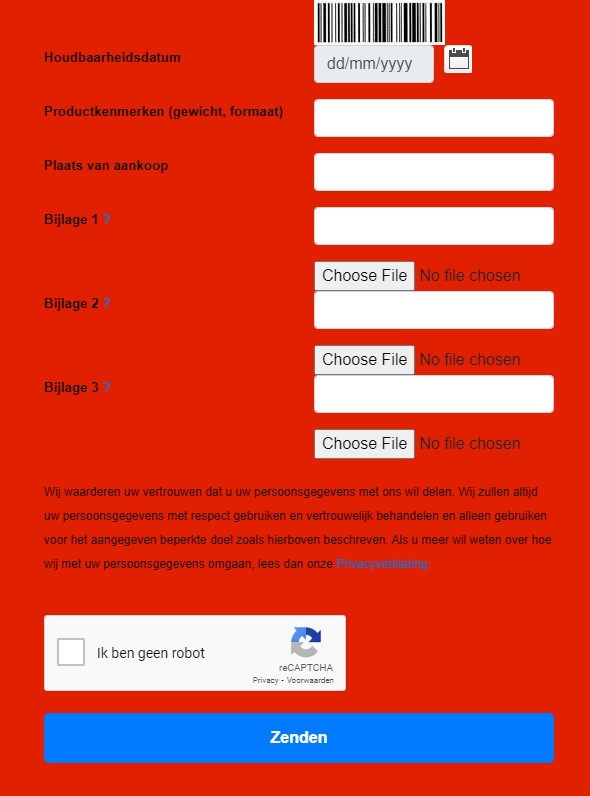 Houdbaarheidsdatum
dd/mm/yyyy
Productkenmerken (gewicht, formaat)
Plaats van aankoop
Bijlage 1 ?
Choose File No file chosen
Bijlage 2 ?
Choose File No file chosen
Bijlage 3 ?
Choose File No file chosen
Wij waarderen uw vertrouwen dat u uw persoonsgegevens met ons wil delen. Wij zullen altijd
uw persoonsgegevens met respect gebruiken en vertrouwelijk behandelen en alleen gebruiken
voor het aangegeven beperkte doel zoals hierboven beschreven. Als u meer wil weten over hoe
wij met uw persoonsgegevens omgaan, lees dan onze Privacyverklaring.
Ik ben geen robot
reCAPTCHA
Privacy - Voorwaarden
Zenden